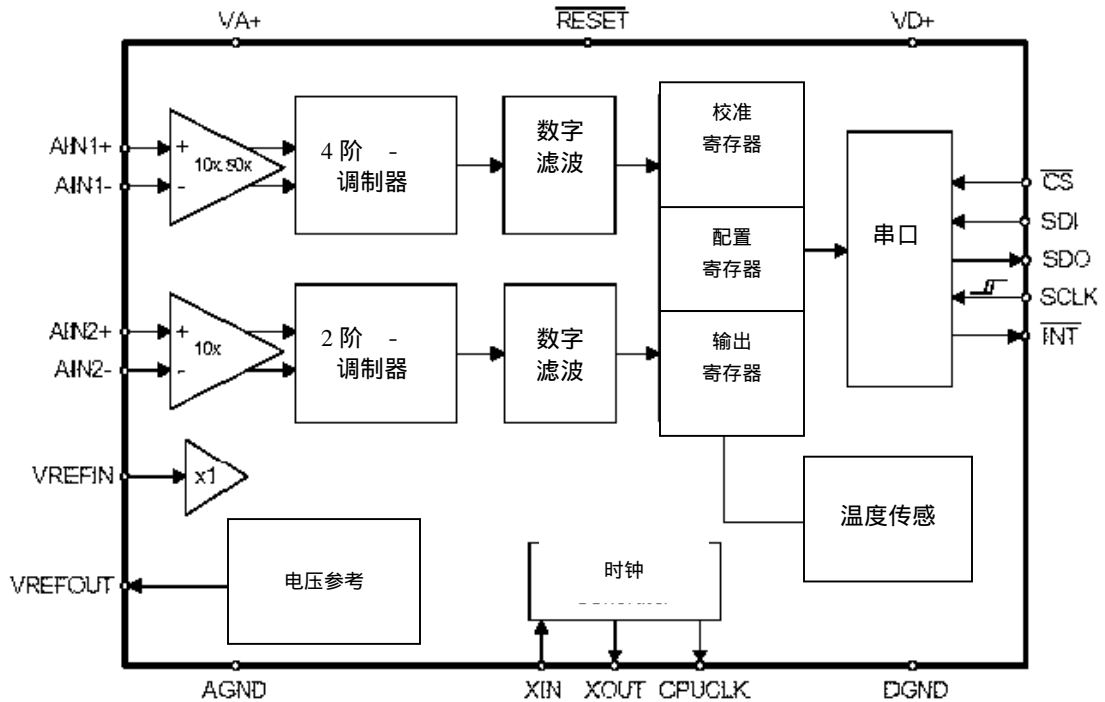 VA+
RESET
VD+
AIN1+
AIN1-
+
-
10x,50x
4 阶 -
调制器
数字
滤波
校准
寄存器
配置
寄存器
输出
寄存器
串口
CS
SDI
SDO
SCLK
INT
AIN2+
AIN2-
+
-
10x
2 阶 -
调制器
数字
滤波
VREFIN
x1
温度传感
VREFOUT
电压参考
时钟
AGND
XIN
XOUT
CPUCLK
DGND